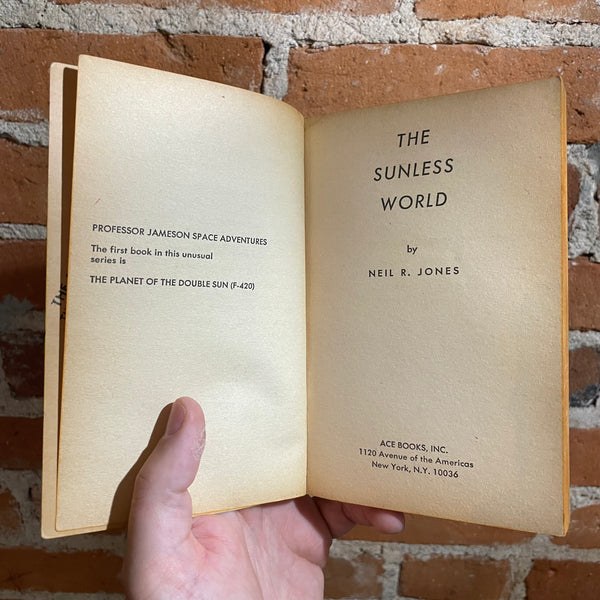 PROFESSOR JAMESON SPACE ADVENTURES
The first book in this unusual
series is
THE PLANET OF THE DOUBLE SUN (F-420)
THE
SUNLESS
WORLD
by
NEIL R. JONES
ACE BOOKS, INC.
1120 Avenue of the Americas
New York, N.Y. 10036
THE